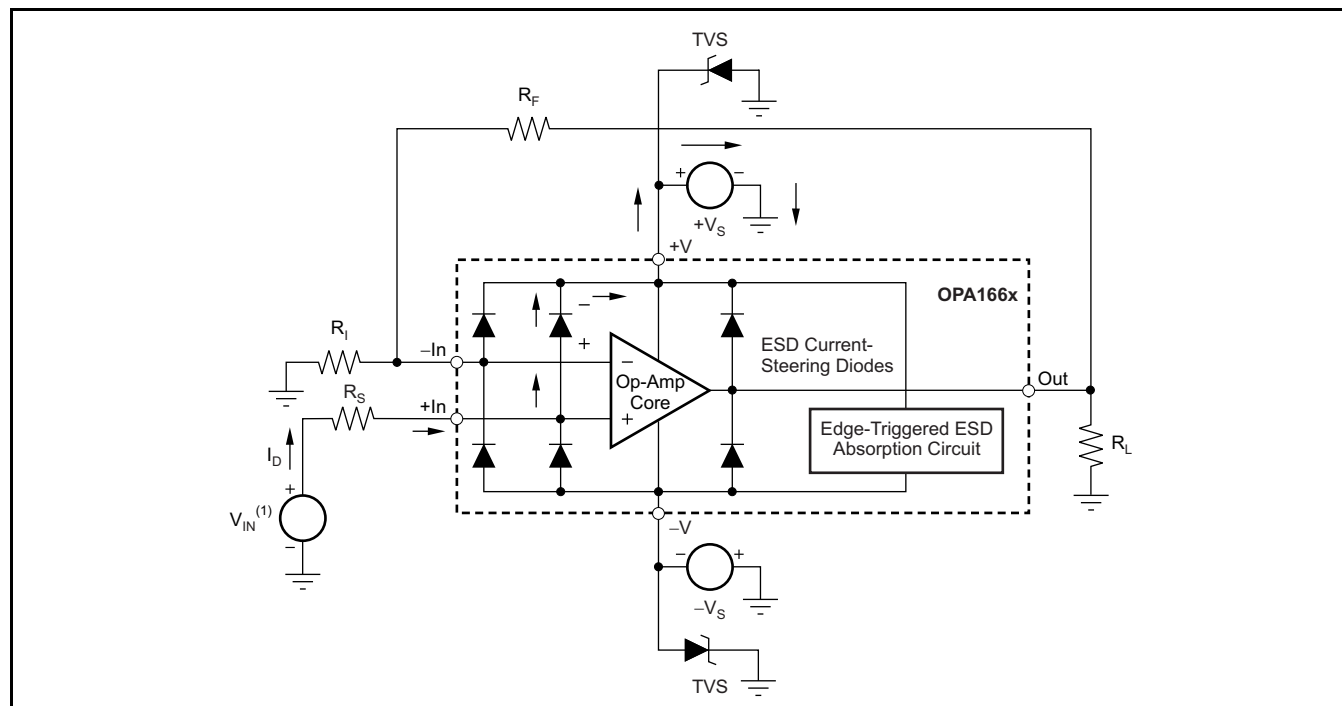 TVS
R_F
+ −
+V_S
+V
OPA166x
−
+
R_I
−In
−
Op-Amp
Core
+
ESD Current-
Steering Diodes
Out
R_S
+In
Edge-Triggered ESD
Absorption Circuit
R_L
I_D
+
V_IN^(1)
−
−V
− +
−V_S
TVS